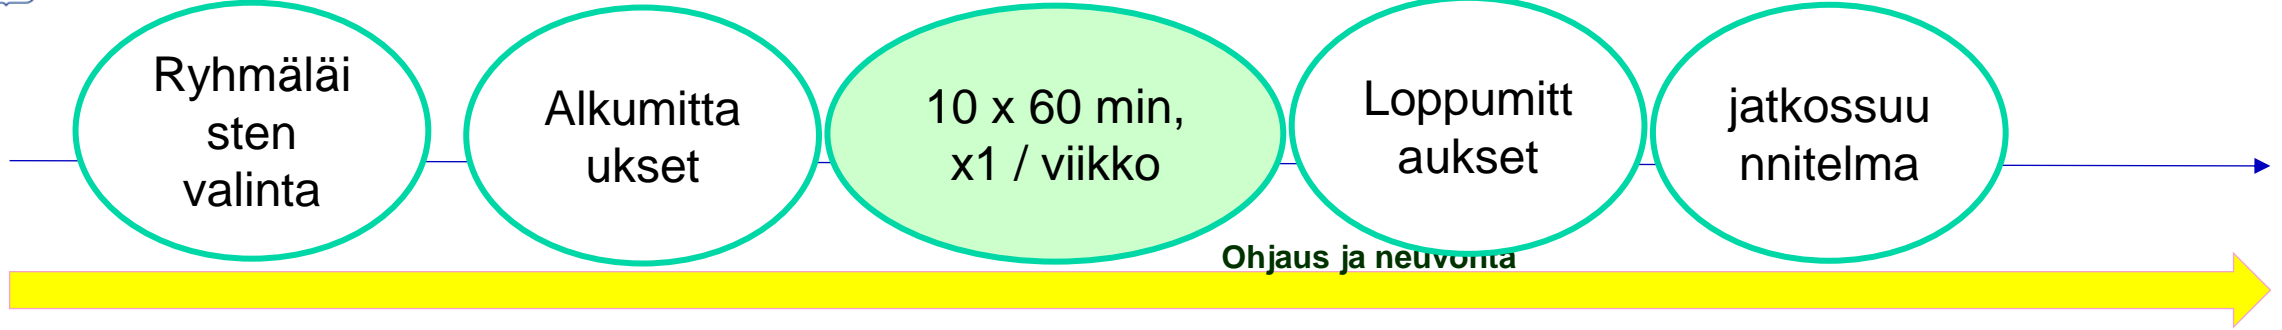 Ryhmäläi
sten
valinta
Alkumitta
ukset
10 x 60 min,
x1 / viikko
Loppumitt
aukset
jatkossuu
nnitelma
Ohjaus ja neuvonta